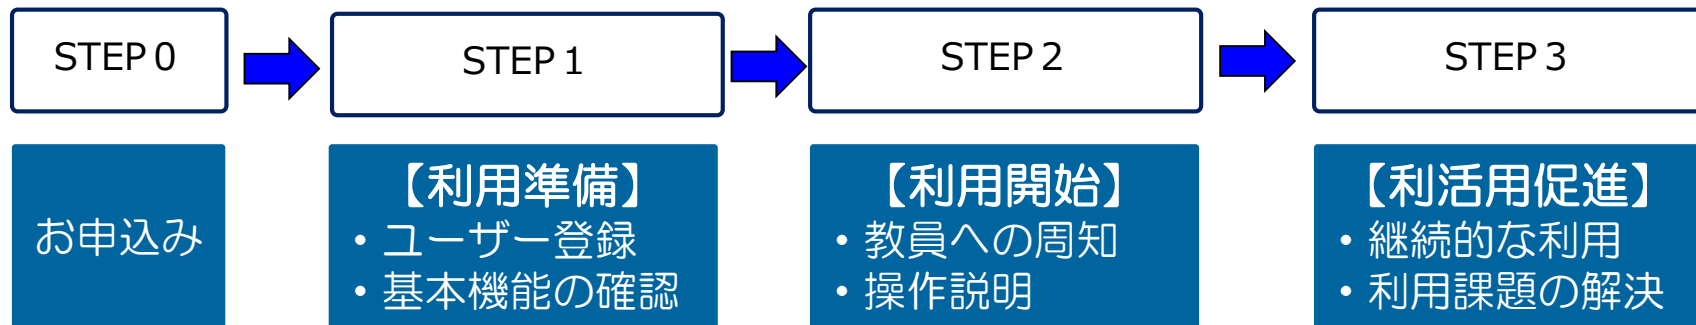 STEP 0
STEP 1
STEP 2
STEP 3
お申込み
【利用準備】
・ユーザー登録
・基本機能の確認
【利用開始】
・教員への周知
・操作説明
【利活用促進】
・継続的な利用
・利用課題の解決